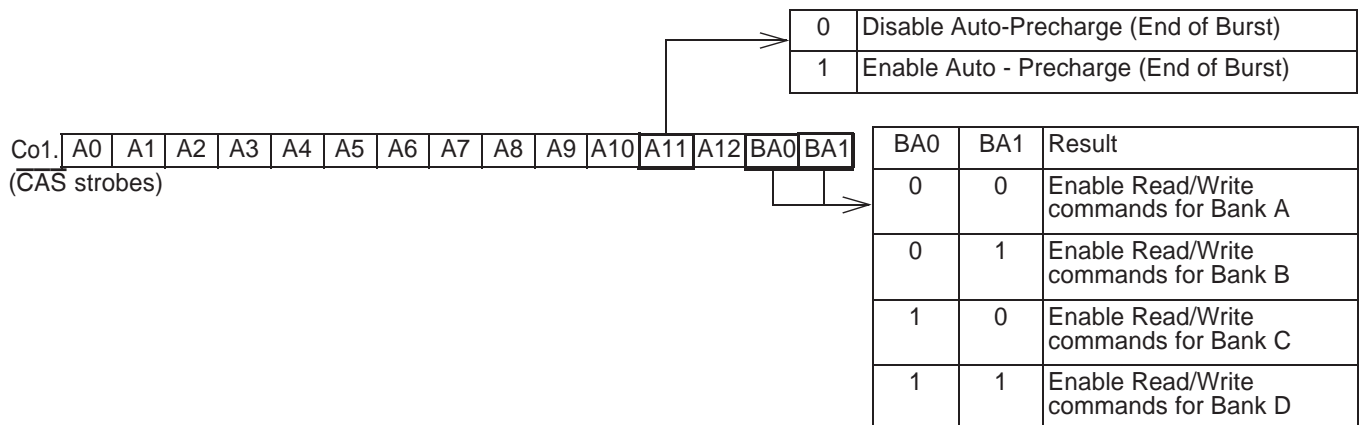 0 Disable Auto-Precharge (End of Burst)
1 Enable Auto - Precharge (End of Burst)
Co1. A0 A1 A2 A3 A4 A5 A6 A7 A8 A9 A10 A11 A12 BA0 BA1
(CAS strobes)
BA0 BA1 Result
0 0 Enable Read/Write
commands for Bank A
0 1 Enable Read/Write
commands for Bank B
1 0 Enable Read/Write
commands for Bank C
1 1 Enable Read/Write
commands for Bank D